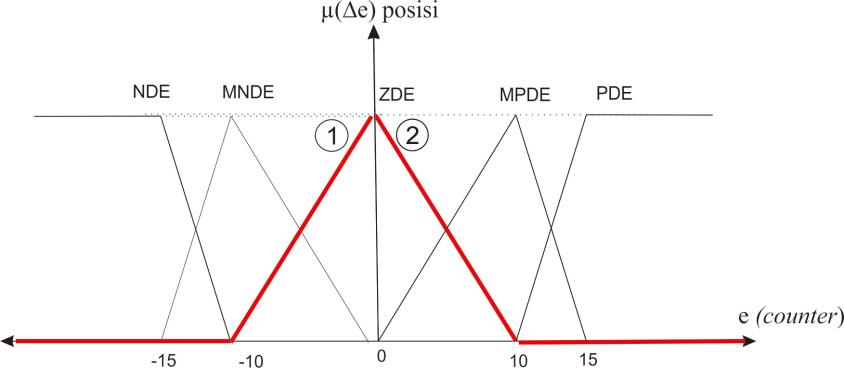 μ(Δe) posisi
NDE MNDE ZDE MPDE PDE
1 2
e (counter)
-15 -10 0 10 15